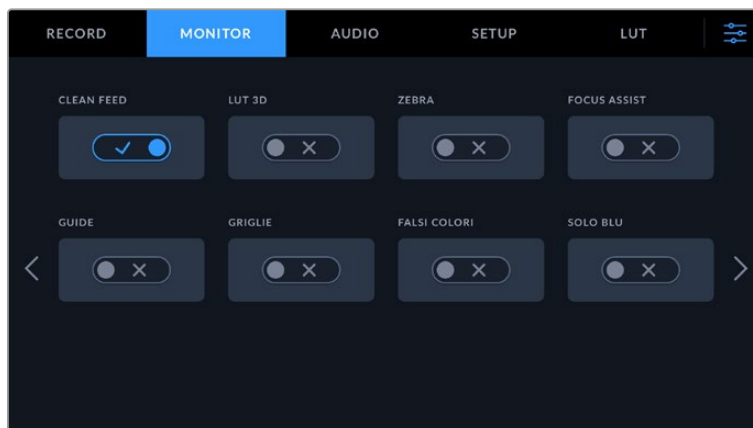 RECORD MONITOR AUDIO SETUP LUT
CLEAN FEED LUT 3D ZEBRA FOCUS ASSIST
GUIDE GRIGLIE FALSI COLORI SOLO BLU